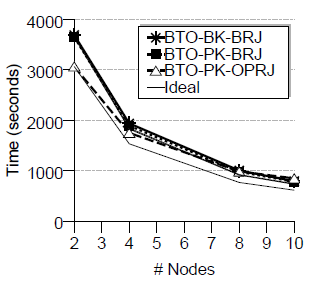 4000
3000
2000
1000
0
Time (seconds)
BTO-BK-BRJ
BTO-PK-BRJ
BTO-PK-OPRJ
Ideal
2 3 4 5 6 7 8 9 10
# Nodes